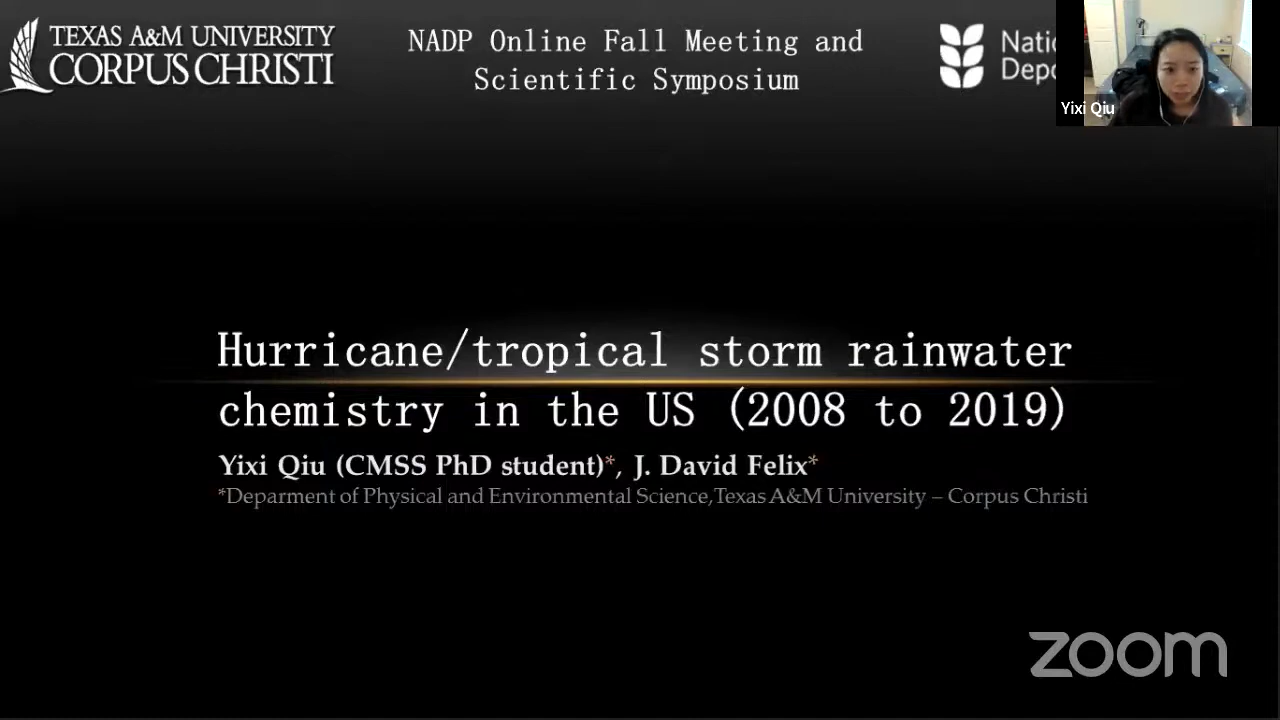 TEXAS A&M UNIVERSITY
CORPUS CHRISTI
NADP Online Fall Meeting and
Scientific Symposium
Yixi Qiu
Hurricane/tropical storm rainwater
chemistry in the US (2008 to 2019)
Yixi Qiu (CMSS PhD student)*, J. David Felix*
*Deparment of Physical and Environmental Science,Texas A&M University – Corpus Christi
zoom